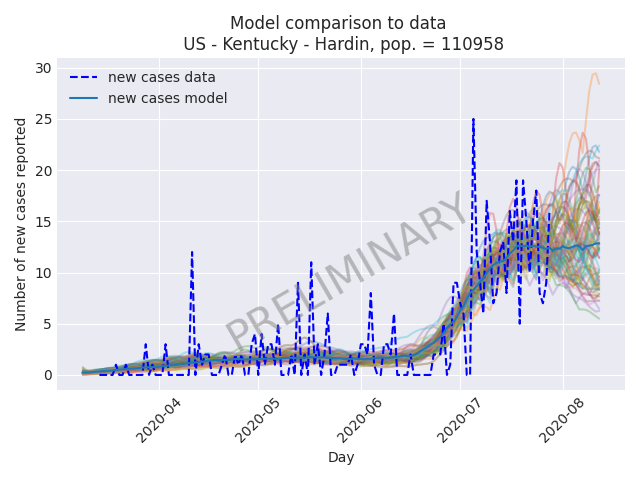 Model comparison to data
US - Kentucky - Hardin, pop. = 110958
new cases data
new cases model
PRELIMINARY
Number of new cases reported
30
25
20
15
10
5
0
2020-04
2020-05
2020-06
2020-07
2020-08
Day